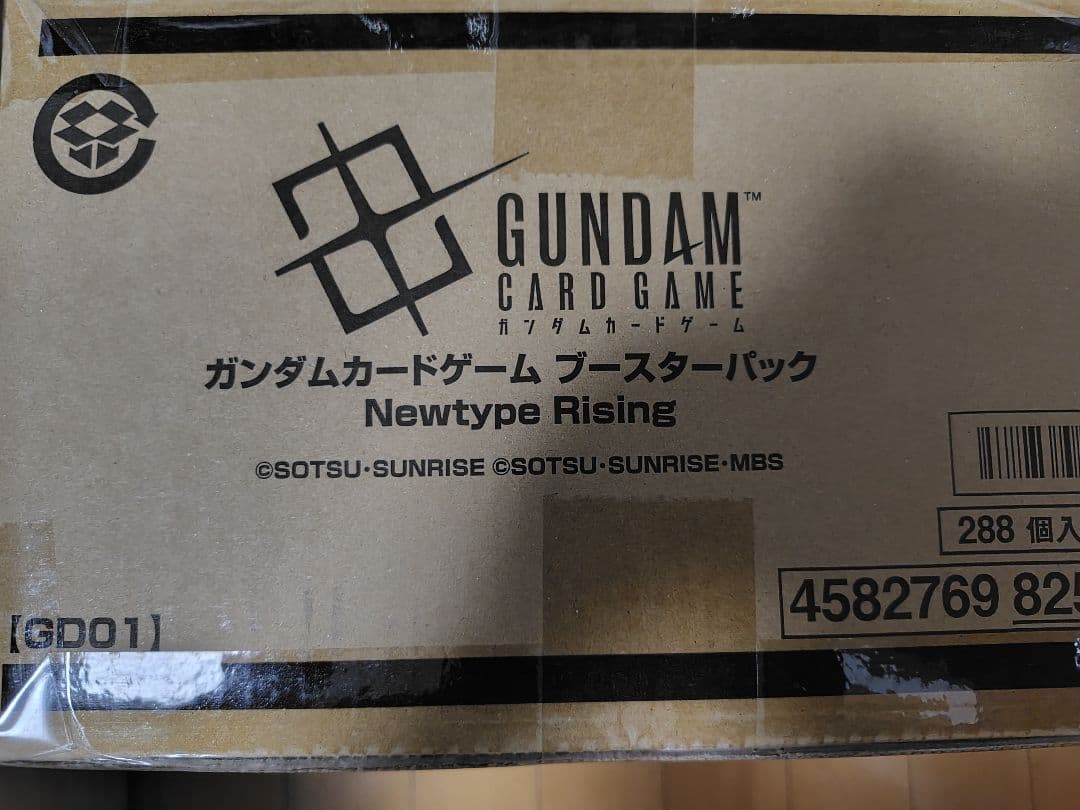 GUNDAM™
CARD GAME
ガンダムカードゲーム
ガンダムカードゲーム ブースターパック
Newtype Rising
©SOTSU・SUNRISE ©SOTSU・SUNRISE・MBS
288 個入
4582769 825
【GD01】